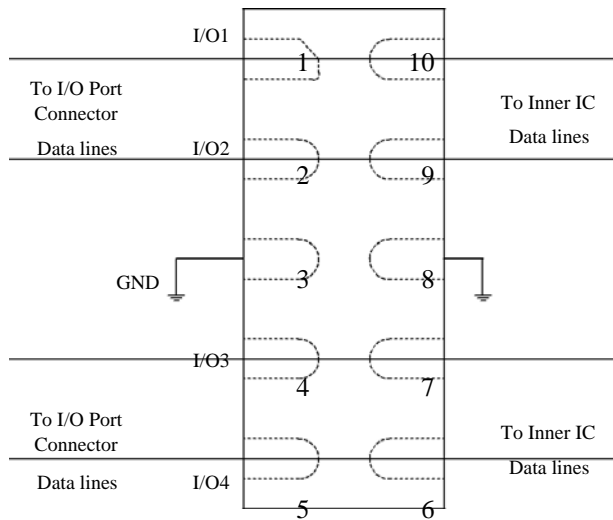 I/O1
1 10
To I/O Port
Connector
Data lines
To Inner IC
Data lines
I/O2
2 9
GND
3 8
I/O3
4 7
To I/O Port
Connector
Data lines
To Inner IC
Data lines
I/O4
5 6